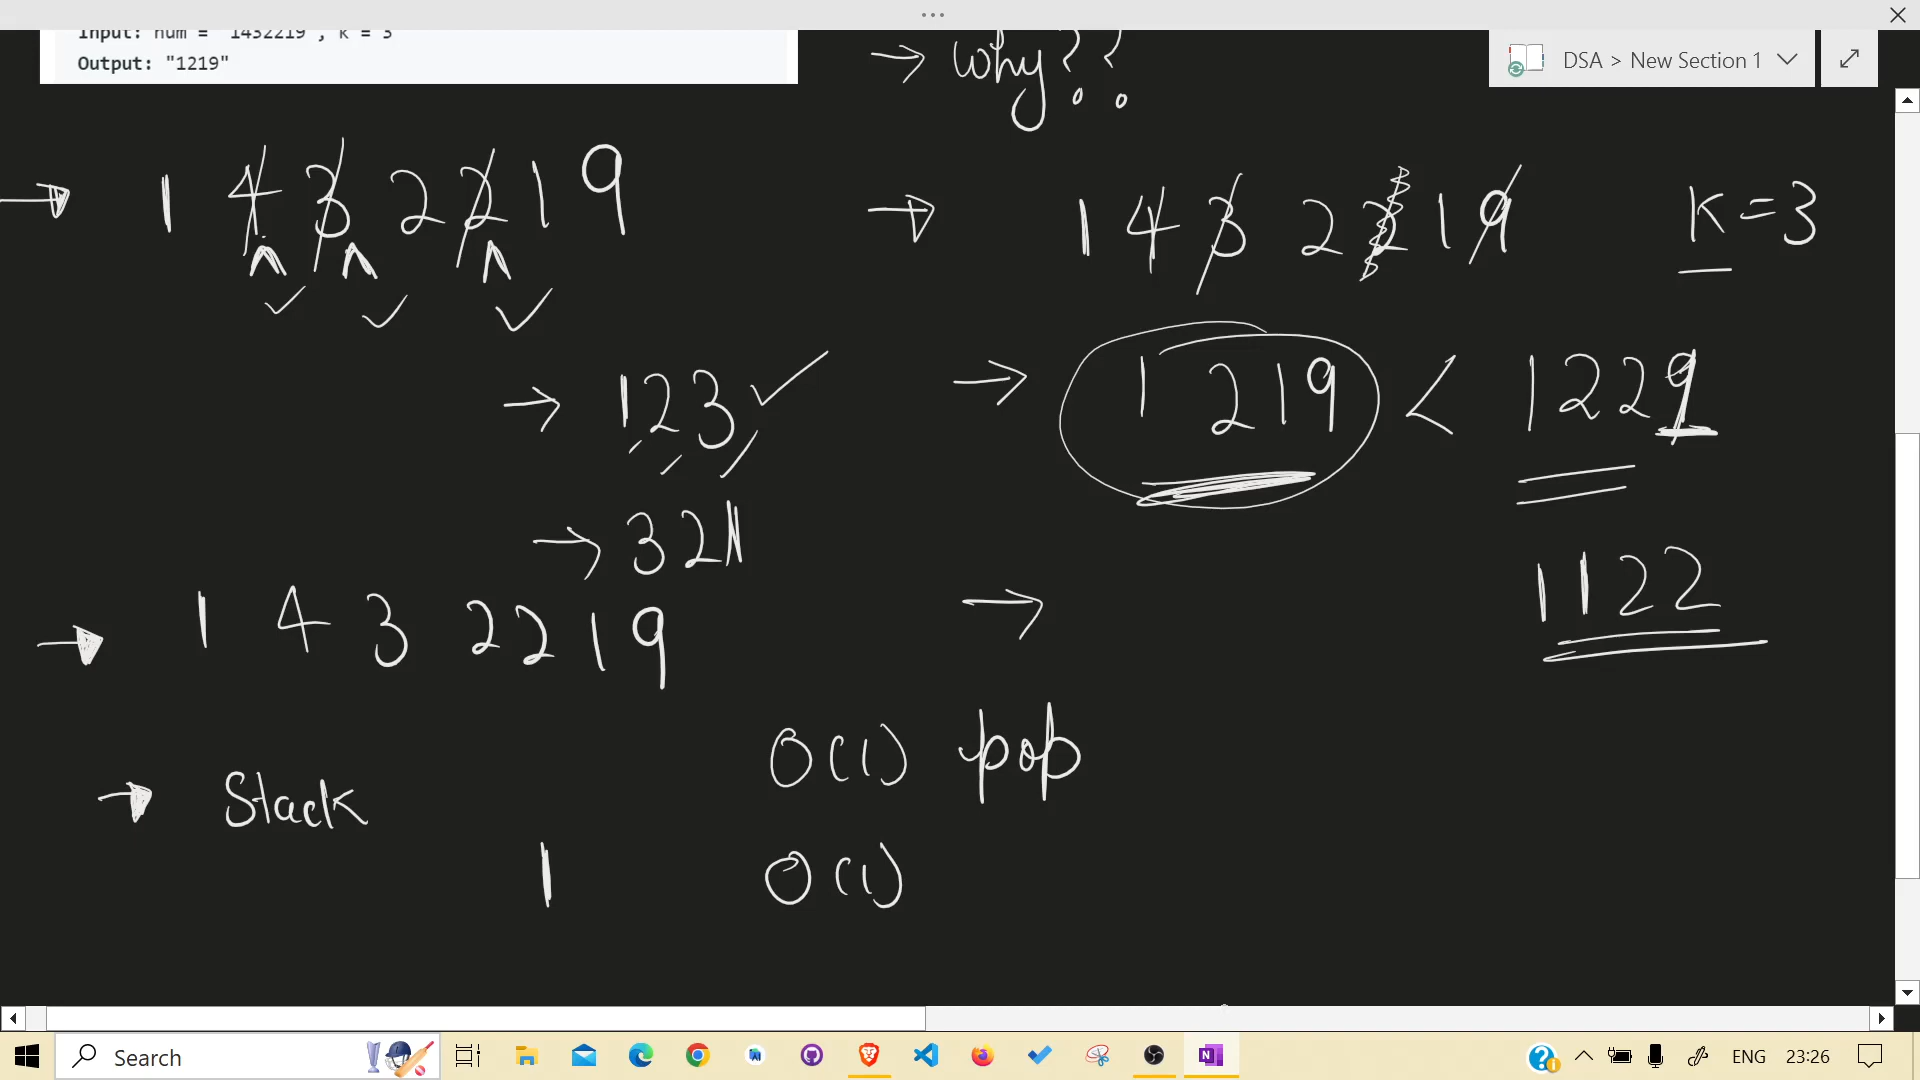 Input: num = "1432219", k = 3
Output: "1219"
→ why??
DSA > New Section 1
→ 1 4 3 2 2 1 9
→ 1 4 3 2 2 1 9 K = 3
→ 123
→ 1 219 < 1229
→ 321
→ 1 4 3 2 2 1 9
→ 1122
O(1) pop
→ Stack
1 O(1)
Search
ENG 23:26